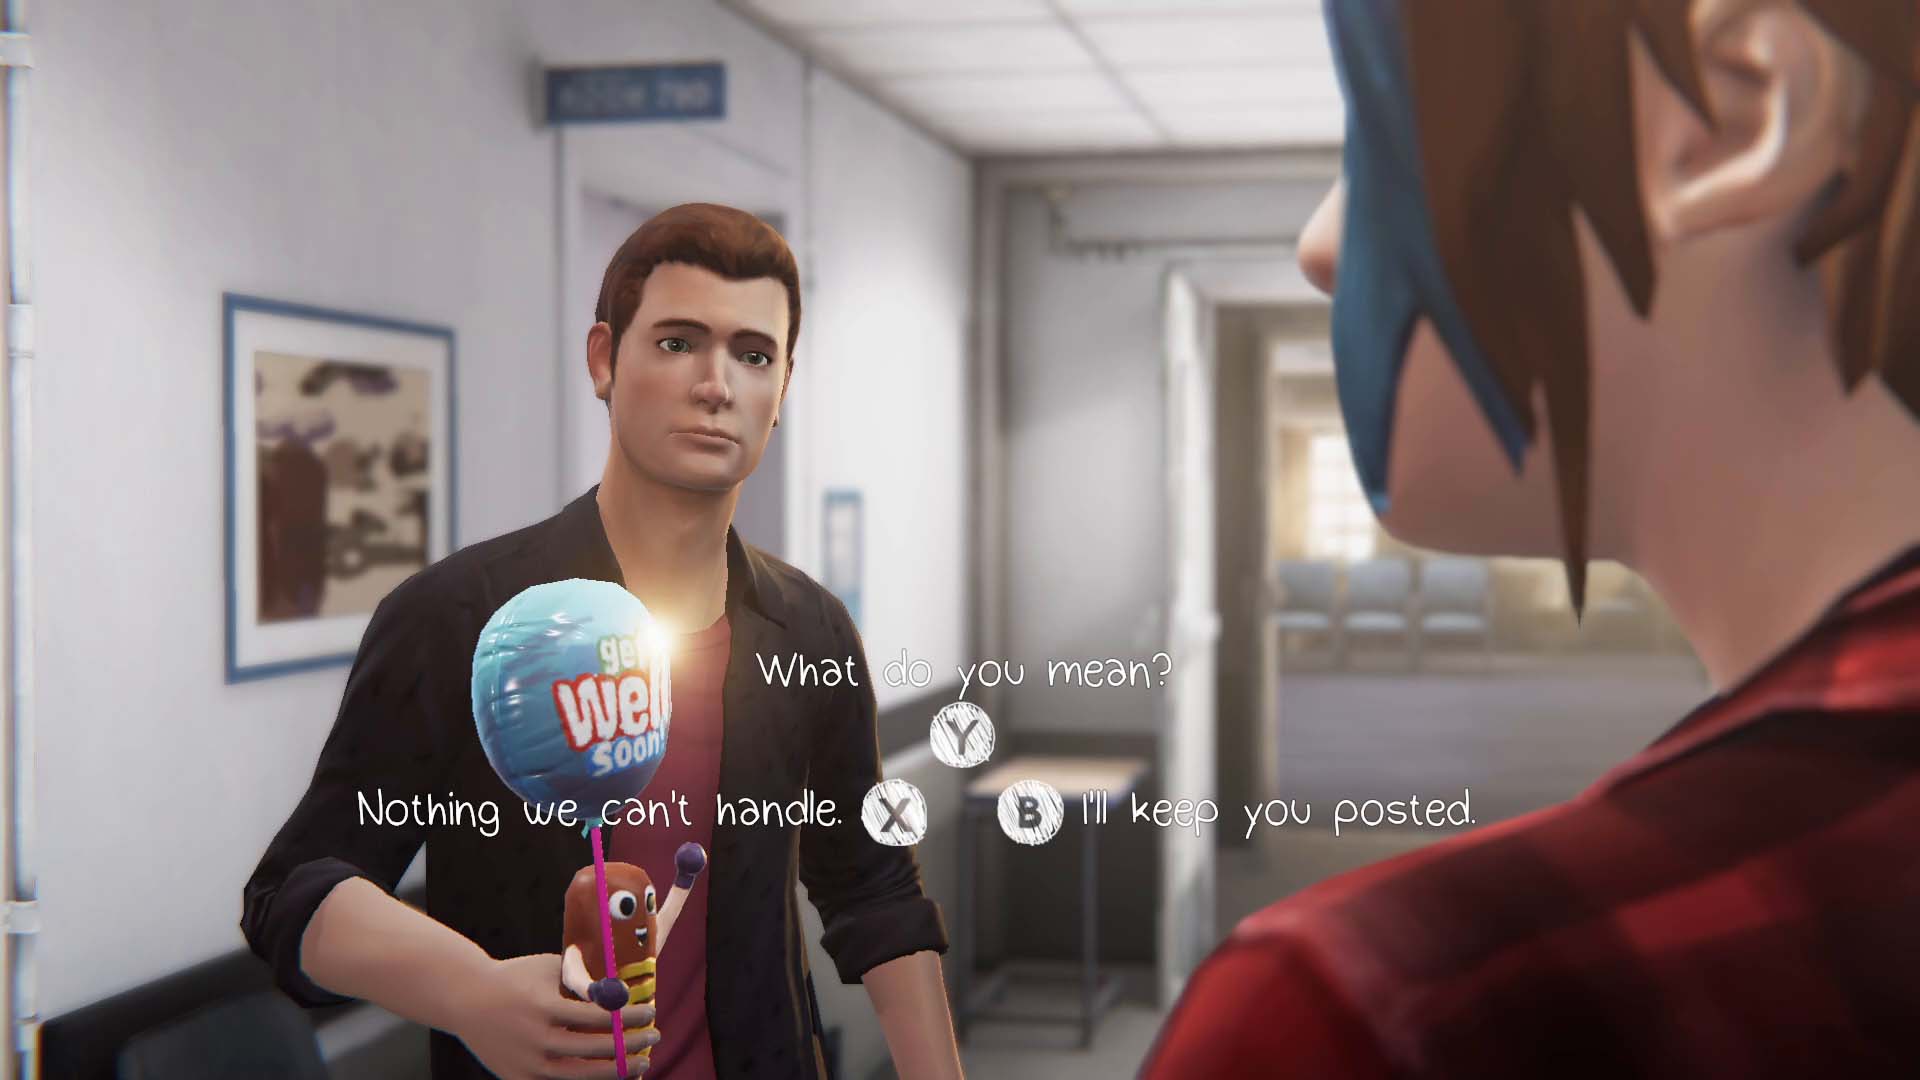 get
Well
soon!
What do you mean?
Y
Nothing we can't handle.
X
B
I'll keep you posted.